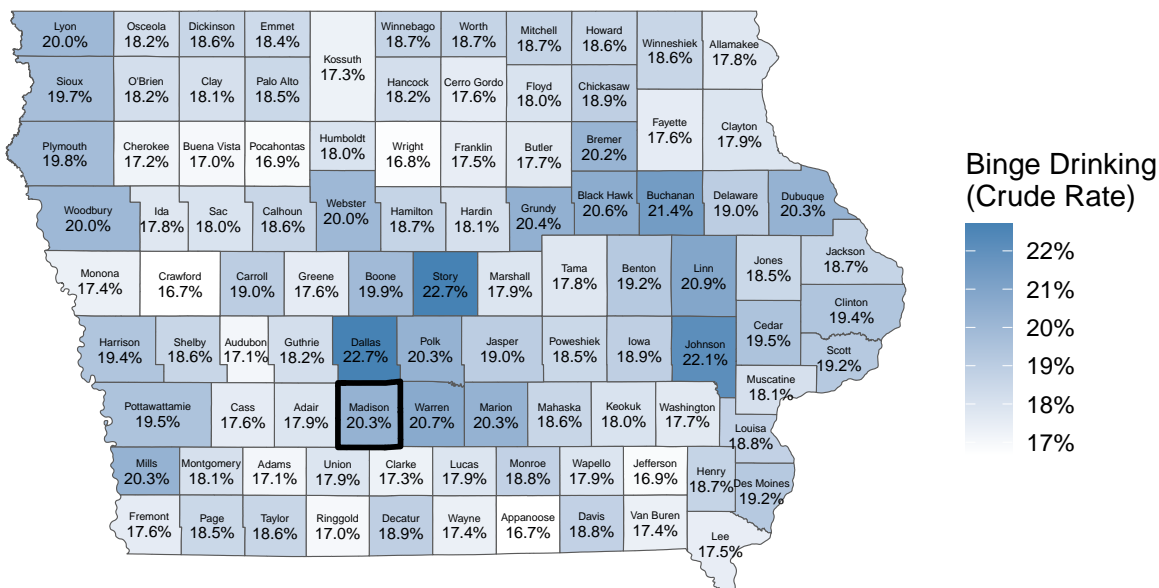 Lyon
20.0%
Osceola
18.2%
Dickinson
18.6%
Emmet
18.4%
Kossuth
17.3%
Winnebago
18.7%
Worth
18.7%
Mitchell
18.7%
Howard
18.6%
Winneshiek
18.6%
Allamakee
17.8%
Sioux
19.7%
O'Brien
18.2%
Clay
18.1%
Palo Alto
18.5%
Hancock
18.2%
Cerro Gordo
17.6%
Floyd
18.0%
Chickasaw
18.9%
Plymouth
19.8%
Cherokee
17.2%
Buena Vista
17.0%
Pocahontas
16.9%
Humboldt
18.0%
Wright
16.8%
Franklin
17.5%
Butler
17.7%
Bremer
20.2%
Fayette
17.6%
Clayton
17.9%
Woodbury
20.0%
Ida
17.8%
Sac
18.0%
Calhoun
18.6%
Webster
20.0%
Hamilton
18.7%
Hardin
18.1%
Grundy
20.4%
Black Hawk
20.6%
Buchanan
21.4%
Delaware
19.0%
Dubuque
20.3%
Monona
17.4%
Crawford
16.7%
Carroll
19.0%
Greene
17.6%
Boone
19.9%
Story
22.7%
Marshall
17.9%
Tama
17.8%
Benton
19.2%
Linn
20.9%
Jones
18.5%
Jackson
18.7%
Clinton
19.4%
Harrison
19.4%
Shelby
18.6%
Audubon
17.1%
Guthrie
18.2%
Dallas
22.7%
Polk
20.3%
Jasper
19.0%
Poweshiek
18.5%
Iowa
18.9%
Johnson
22.1%
Cedar
19.5%
Scott
19.2%
Muscatine
18.1%
Pottawattamie
19.5%
Cass
17.6%
Adair
17.9%
Madison
20.3%
Warren
20.7%
Marion
20.3%
Mahaska
18.6%
Keokuk
18.0%
Washington
17.7%
Louisa
18.8%
Mills
20.3%
Montgomery
18.1%
Adams
17.1%
Union
17.9%
Clarke
17.3%
Lucas
17.9%
Monroe
18.8%
Wapello
17.9%
Jefferson
16.9%
Henry
18.7%
Des Moines
19.2%
Fremont
17.6%
Page
18.5%
Taylor
18.6%
Ringgold
17.0%
Decatur
18.9%
Wayne
17.4%
Appanoose
16.7%
Davis
18.8%
Van Buren
17.4%
Lee
17.5%
Binge Drinking
(Crude Rate)
22%
21%
20%
19%
18%
17%